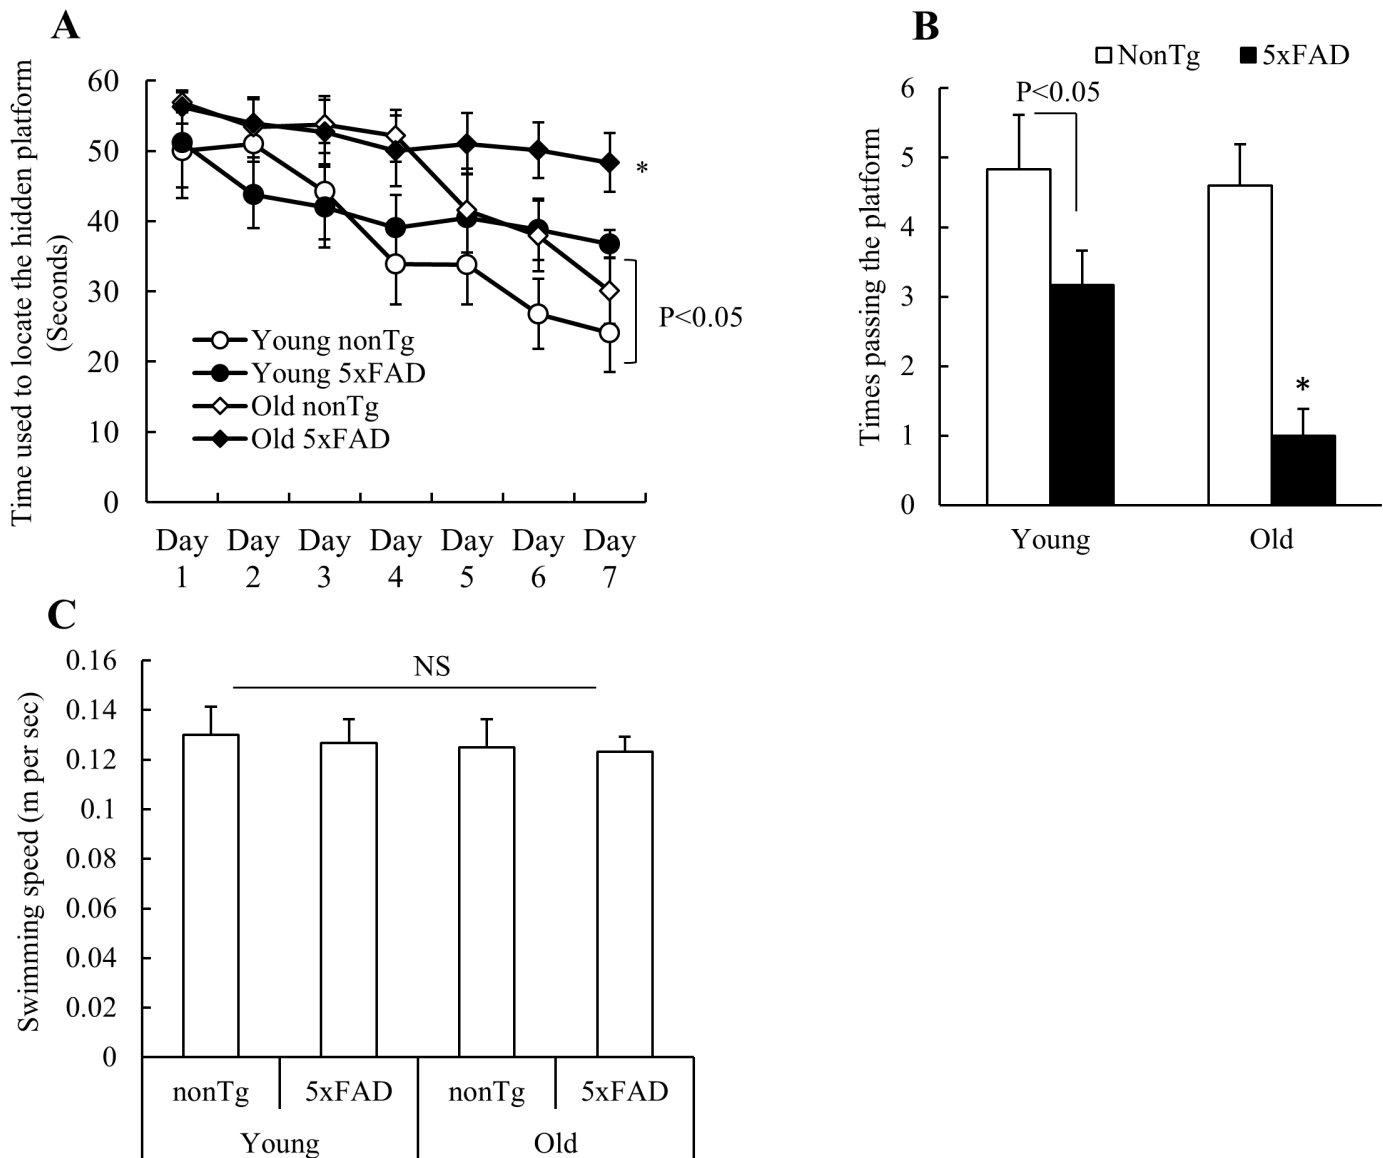 A
Time used to locate the hidden platform
(Seconds)
60
50
40
30
20
10
0
*
P<0.05
Young nonTg
Young 5xFAD
Old nonTg
Old 5xFAD
Day Day Day Day Day Day Day
1 2 3 4 5 6 7
B
NonTg 5xFAD
Times passing the platform
6
5
4
3
2
1
0
P<0.05
*
Young Old
C
Swimming speed (m per sec)
0.16
0.14
0.12
0.1
0.08
0.06
0.04
0.02
0
NS
nonTg 5xFAD nonTg 5xFAD
Young Old